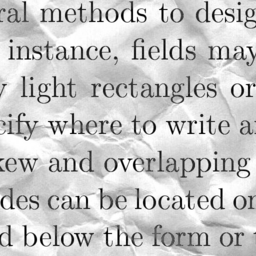 ral methods to desig
instance, fields may
light rectangles or
cify where to write a
kew and overlapping
des can be located on
d below the form or